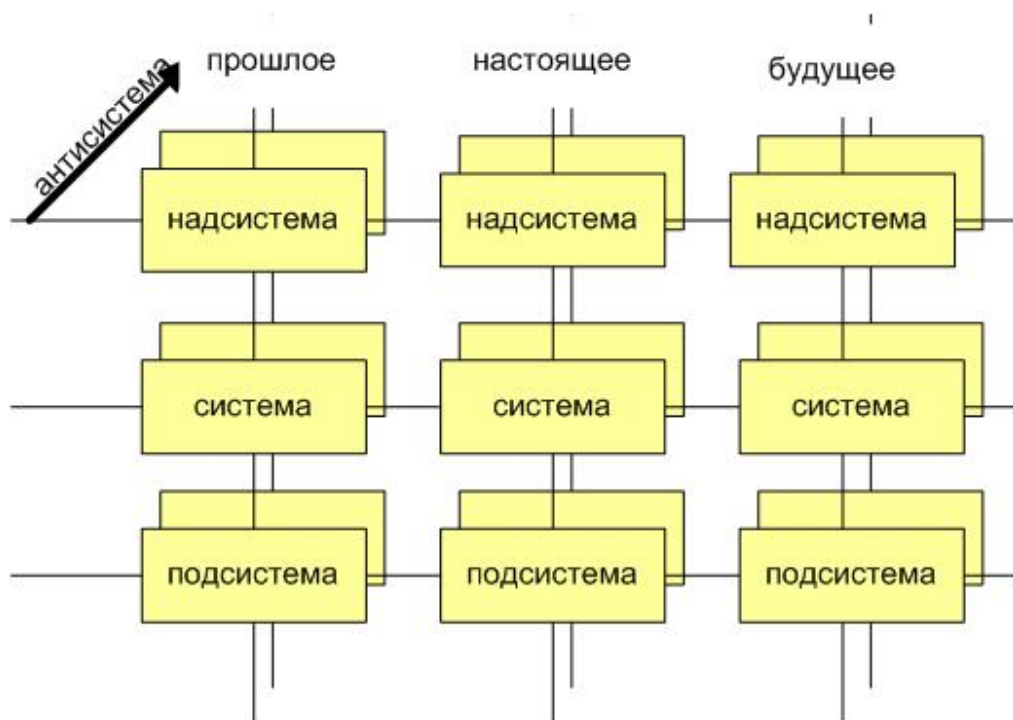 прошлое настоящее будущее
антисистема
надсистема надсистема надсистема
система система система
подсистема подсистема подсистема